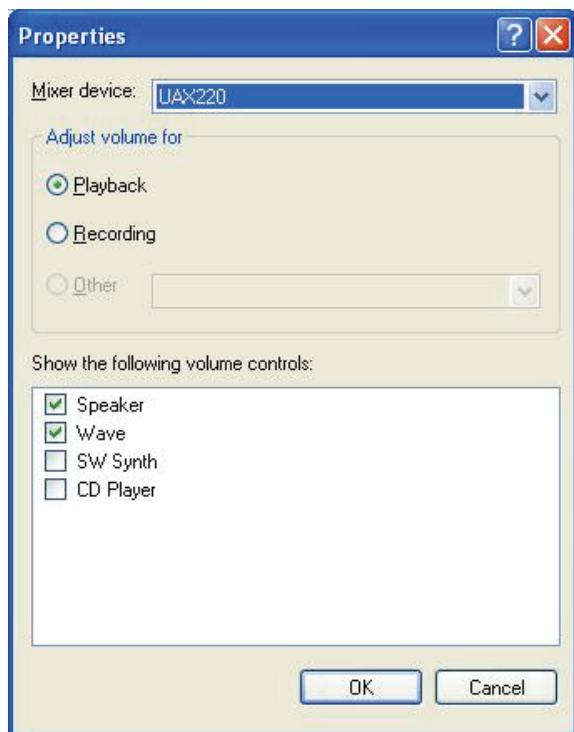 Properties
Mixer device: UAX220
Adjust volume for
Playback
Recording
Other
Show the following volume controls:
Speaker
Wave
SW Synth
CD Player
OK Cancel